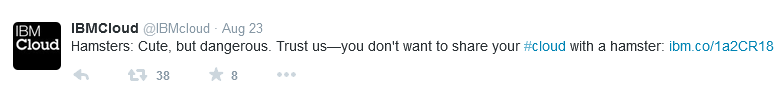 IBM
Cloud
IBMCloud @IBMcloud · Aug 23
Hamsters: Cute, but dangerous. Trust us—you don't want to share your #cloud with a hamster: ibm.co/1a2CR18
38 8